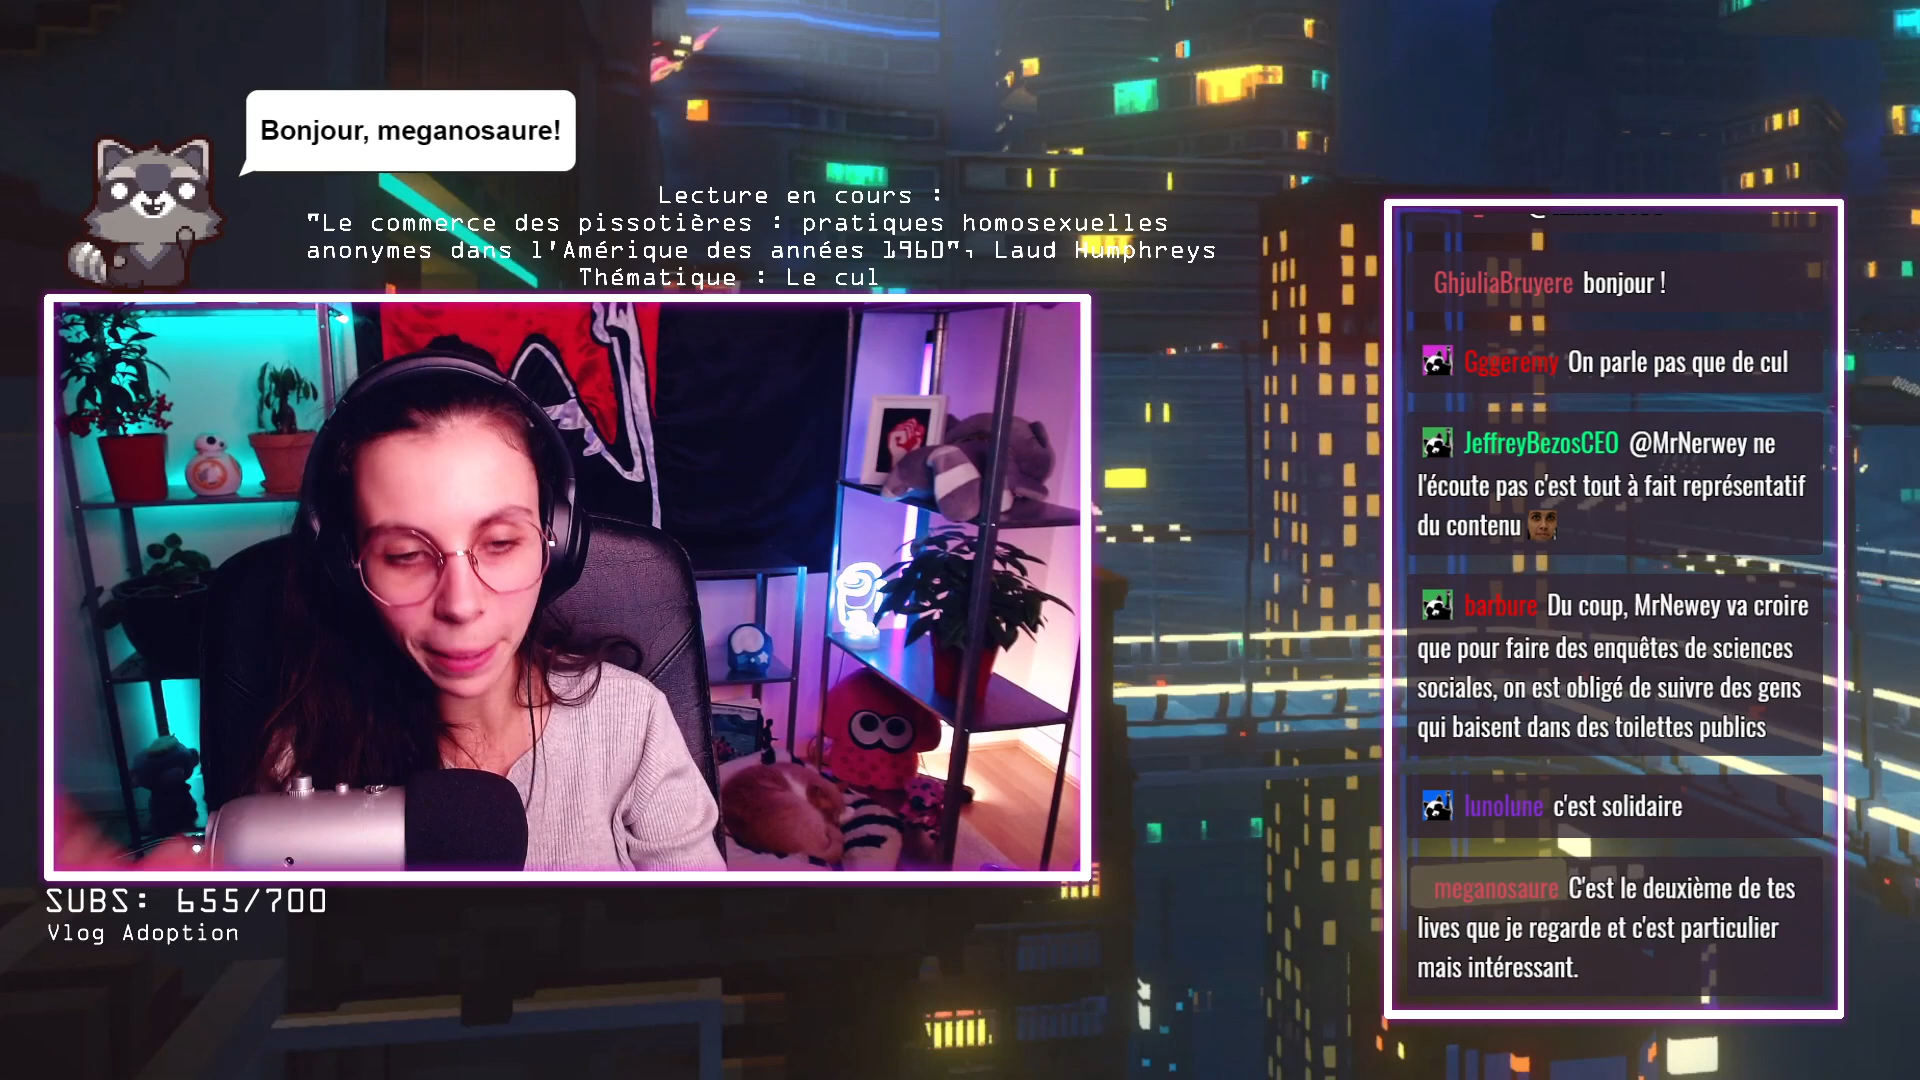 Bonjour, meganosaure!
Lecture en cours :
"Le commerce des pissotières : pratiques homosexuelles
anonymes dans l'Amérique des années 1960", Laud Humphreys
Thématique : Le cul
GhjuliaBruyere bonjour !
Gggeremy On parle pas que de cul
JeffreyBezosCEO @MrNerwey ne
l'écoute pas c'est tout à fait représentatif
du contenu
barbure Du coup, MrNewey va croire
que pour faire des enquêtes de sciences
sociales, on est obligé de suivre des gens
qui baisent dans des toilettes publics
lunolune c'est solidaire
meganosaure C'est le deuxième de tes
lives que je regarde et c'est particulier
mais intéressant.
SUBS: 655/700
Vlog Adoption